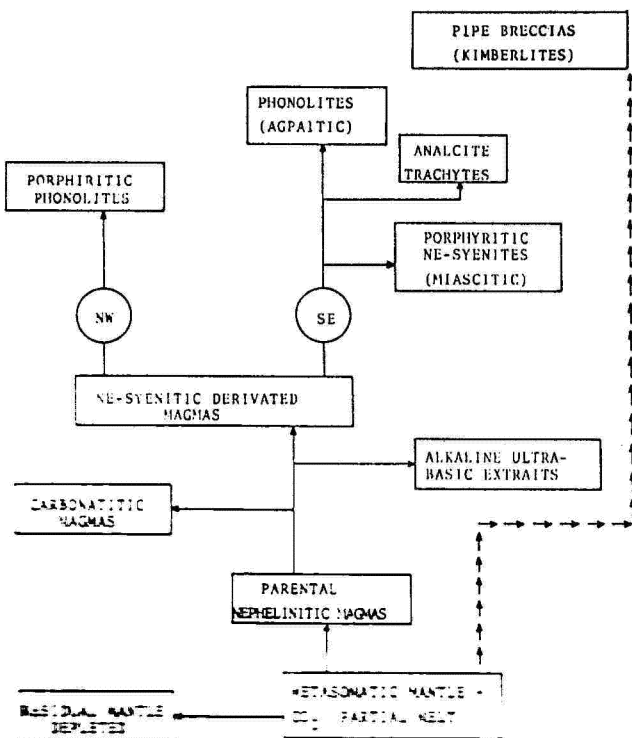 PIPE BRECCIAS
(KIMBERLITES)
PHONOLITES
(AGPAITIC)
ANALCITE
TRACHYTES
PORPHIRITIC
PHONOLITES
PORPHYRITIC
NE-SYENITES
(MIASCITIC)
NW
SE
NE-SYENITIC DERIVATED
MAGMAS
ALKALINE ULTRA-
BASIC EXTRAITS
CARBONATITIC
MAGMAS
PARENTAL
NEPHELINITIC MAGMAS
METASOMATIC MANTLE
PARTIAL MELT
RESIDUAL MANTLE
DEPLETED